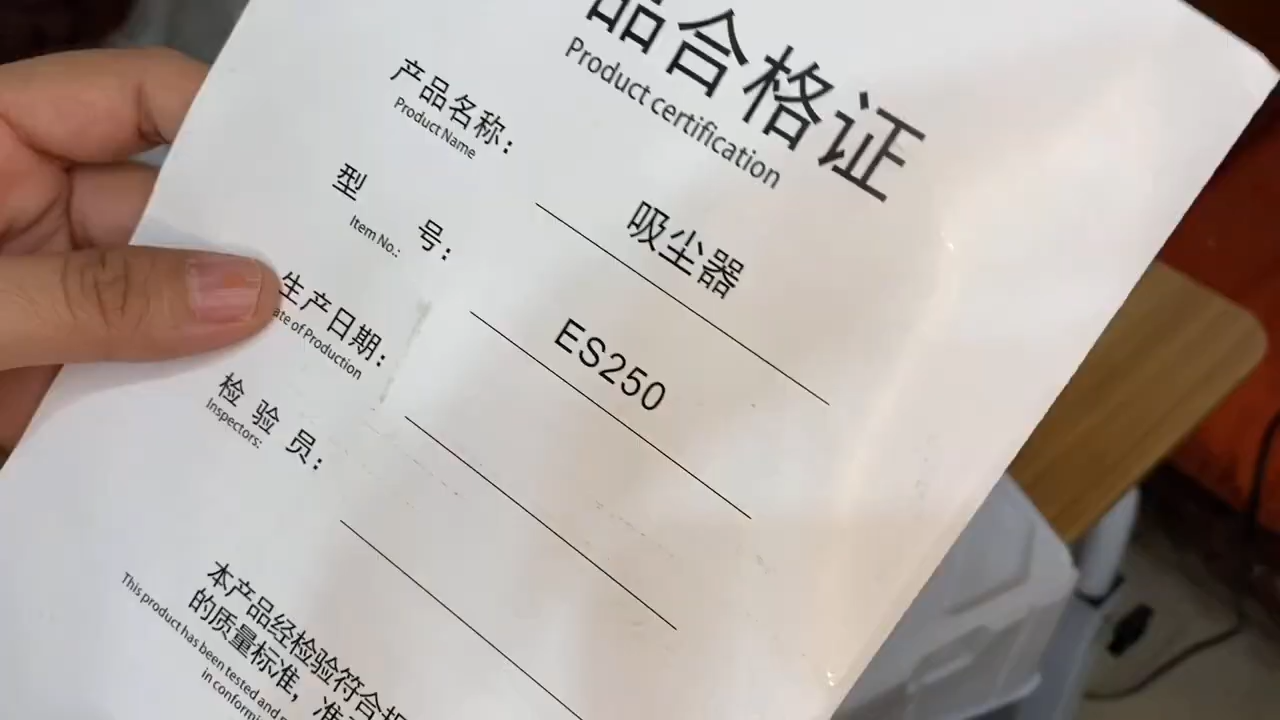 品合格证
Product certification
产品名称：
Product Name
吸尘器
型 号：
Item No.:
ES250
生产日期：
ate of Production
检 验 员：
Inspectors:
本产品经检验符合
的质量标准，准
This product has been tested and
in conformi